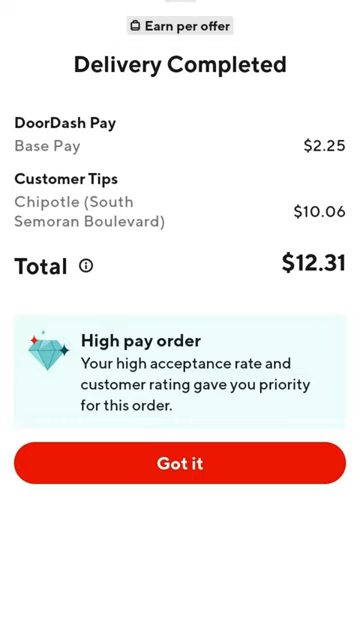 Earn per offer
Delivery Completed
DoorDash Pay
Base Pay $2.25
Customer Tips
Chipotle (South
Semoran Boulevard) $10.06
Total $12.31
High pay order
Your high acceptance rate and
customer rating gave you priority
for this order.
Got it